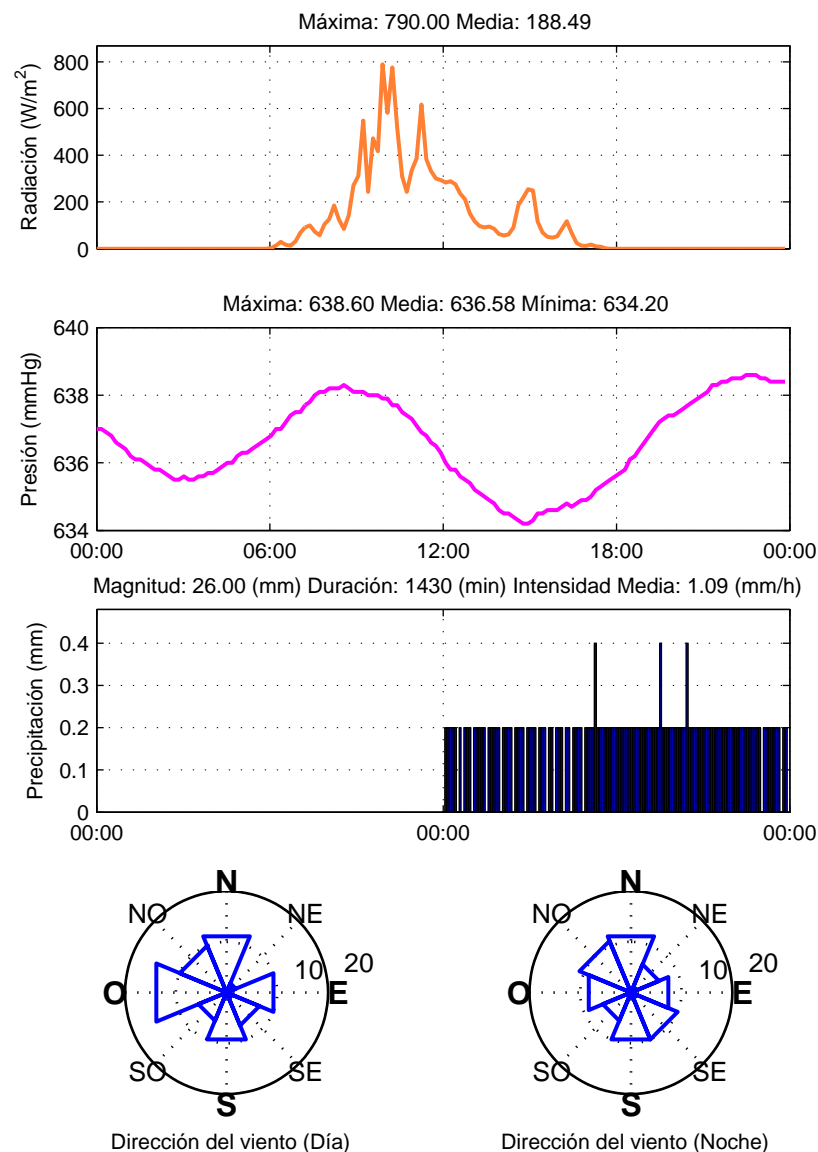 Máxima: 790.00 Media: 188.49
800
600
400
200
0
Radiación (W/m²)
Máxima: 638.60 Media: 636.58 Mínima: 634.20
640
638
636
634
Presión (mmHg)
00:00 06:00 12:00 18:00 00:00
Magnitud: 26.00 (mm) Duración: 1430 (min) Intensidad Media: 1.09 (mm/h)
0.4
0.3
0.2
0.1
0
Precipitación (mm)
00:00 00:00 00:00
N N
NO NE NO NE
10 20 10 20
O E O E
SO SE SO SE
S S
Dirección del viento (Día) Dirección del viento (Noche)